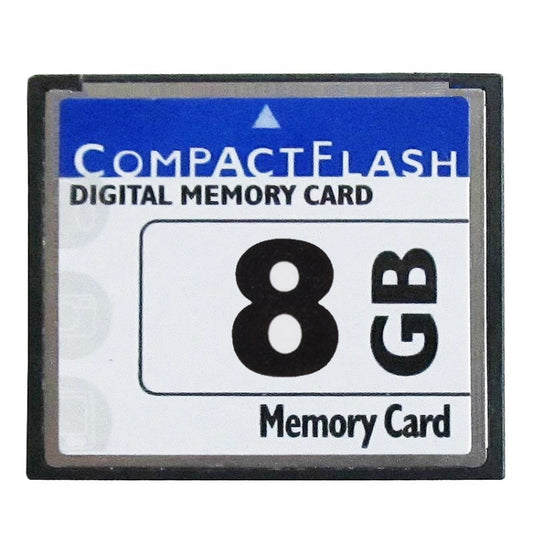 COMPACTFLASH
DIGITAL MEMORY CARD
8 GB
Memory Card